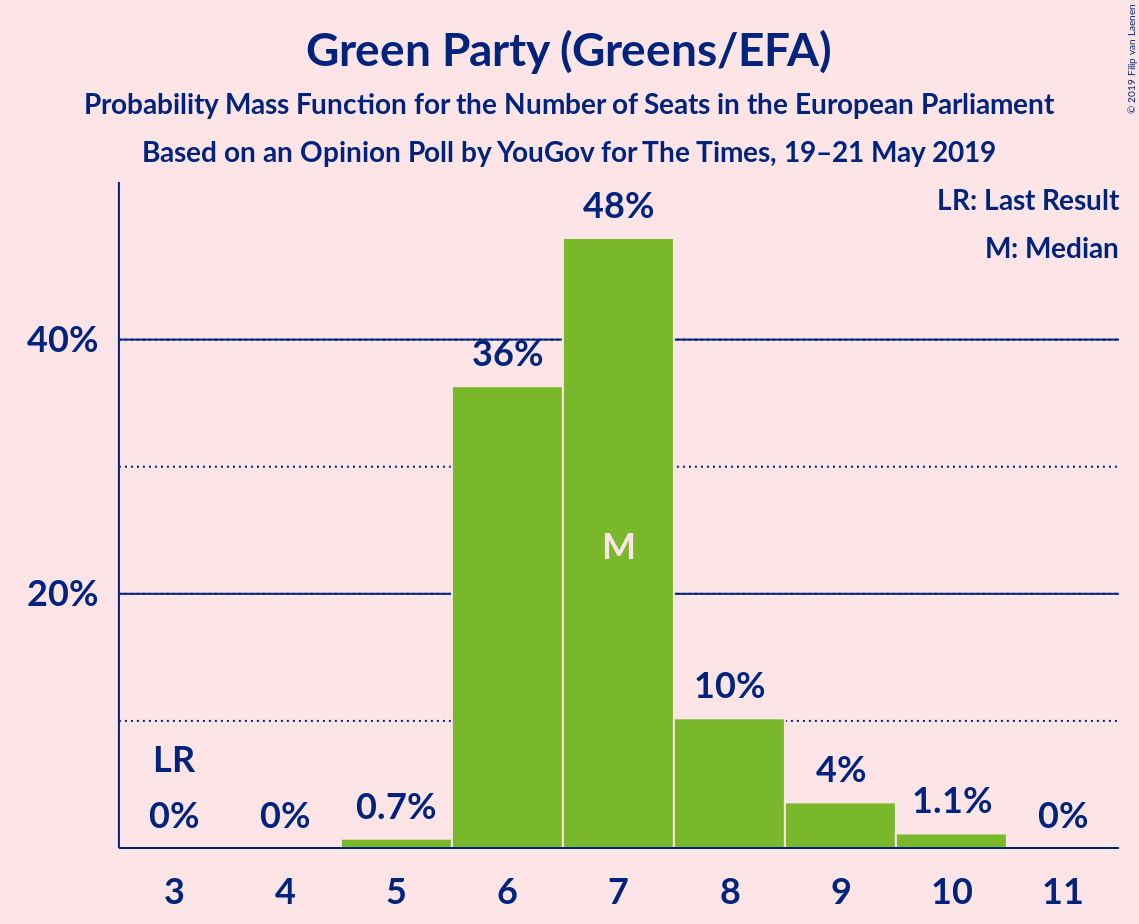 Green Party (Greens/EFA)
Probability Mass Function for the Number of Seats in the European Parliament
Based on an Opinion Poll by YouGov for The Times, 19–21 May 2019
© 2019 Filip van Laenen
LR: Last Result
M: Median
48%
40%
36%
M
20%
10%
LR
4%
0%
0%
0.7%
1.1%
0%
3 4 5 6 7 8 9 10 11